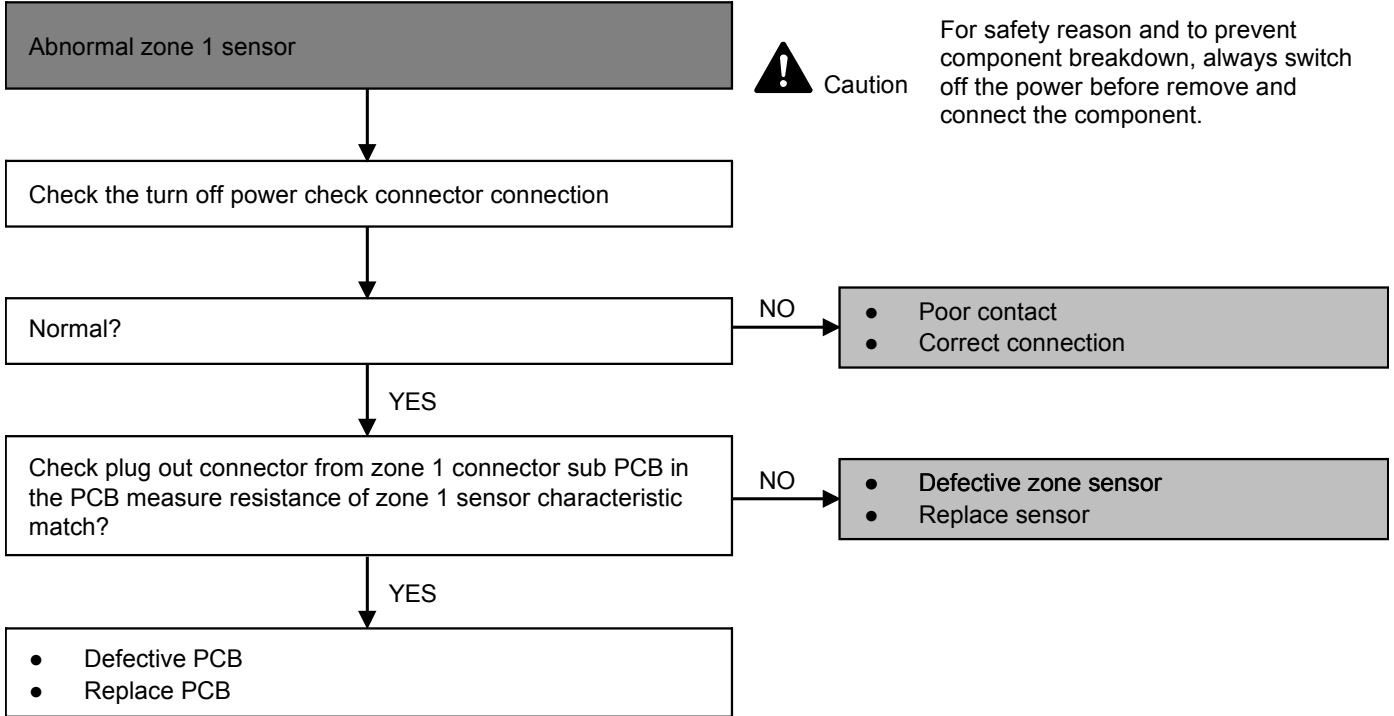 Abnormal zone 1 sensor
Caution
For safety reason and to prevent
component breakdown, always switch
off the power before remove and
connect the component.
Check the turn off power check connector connection
Normal?
NO
● Poor contact
● Correct connection
YES
Check plug out connector from zone 1 connector sub PCB in
the PCB measure resistance of zone 1 sensor characteristic
match?
NO
● Defective zone sensor
● Replace sensor
YES
● Defective PCB
● Replace PCB